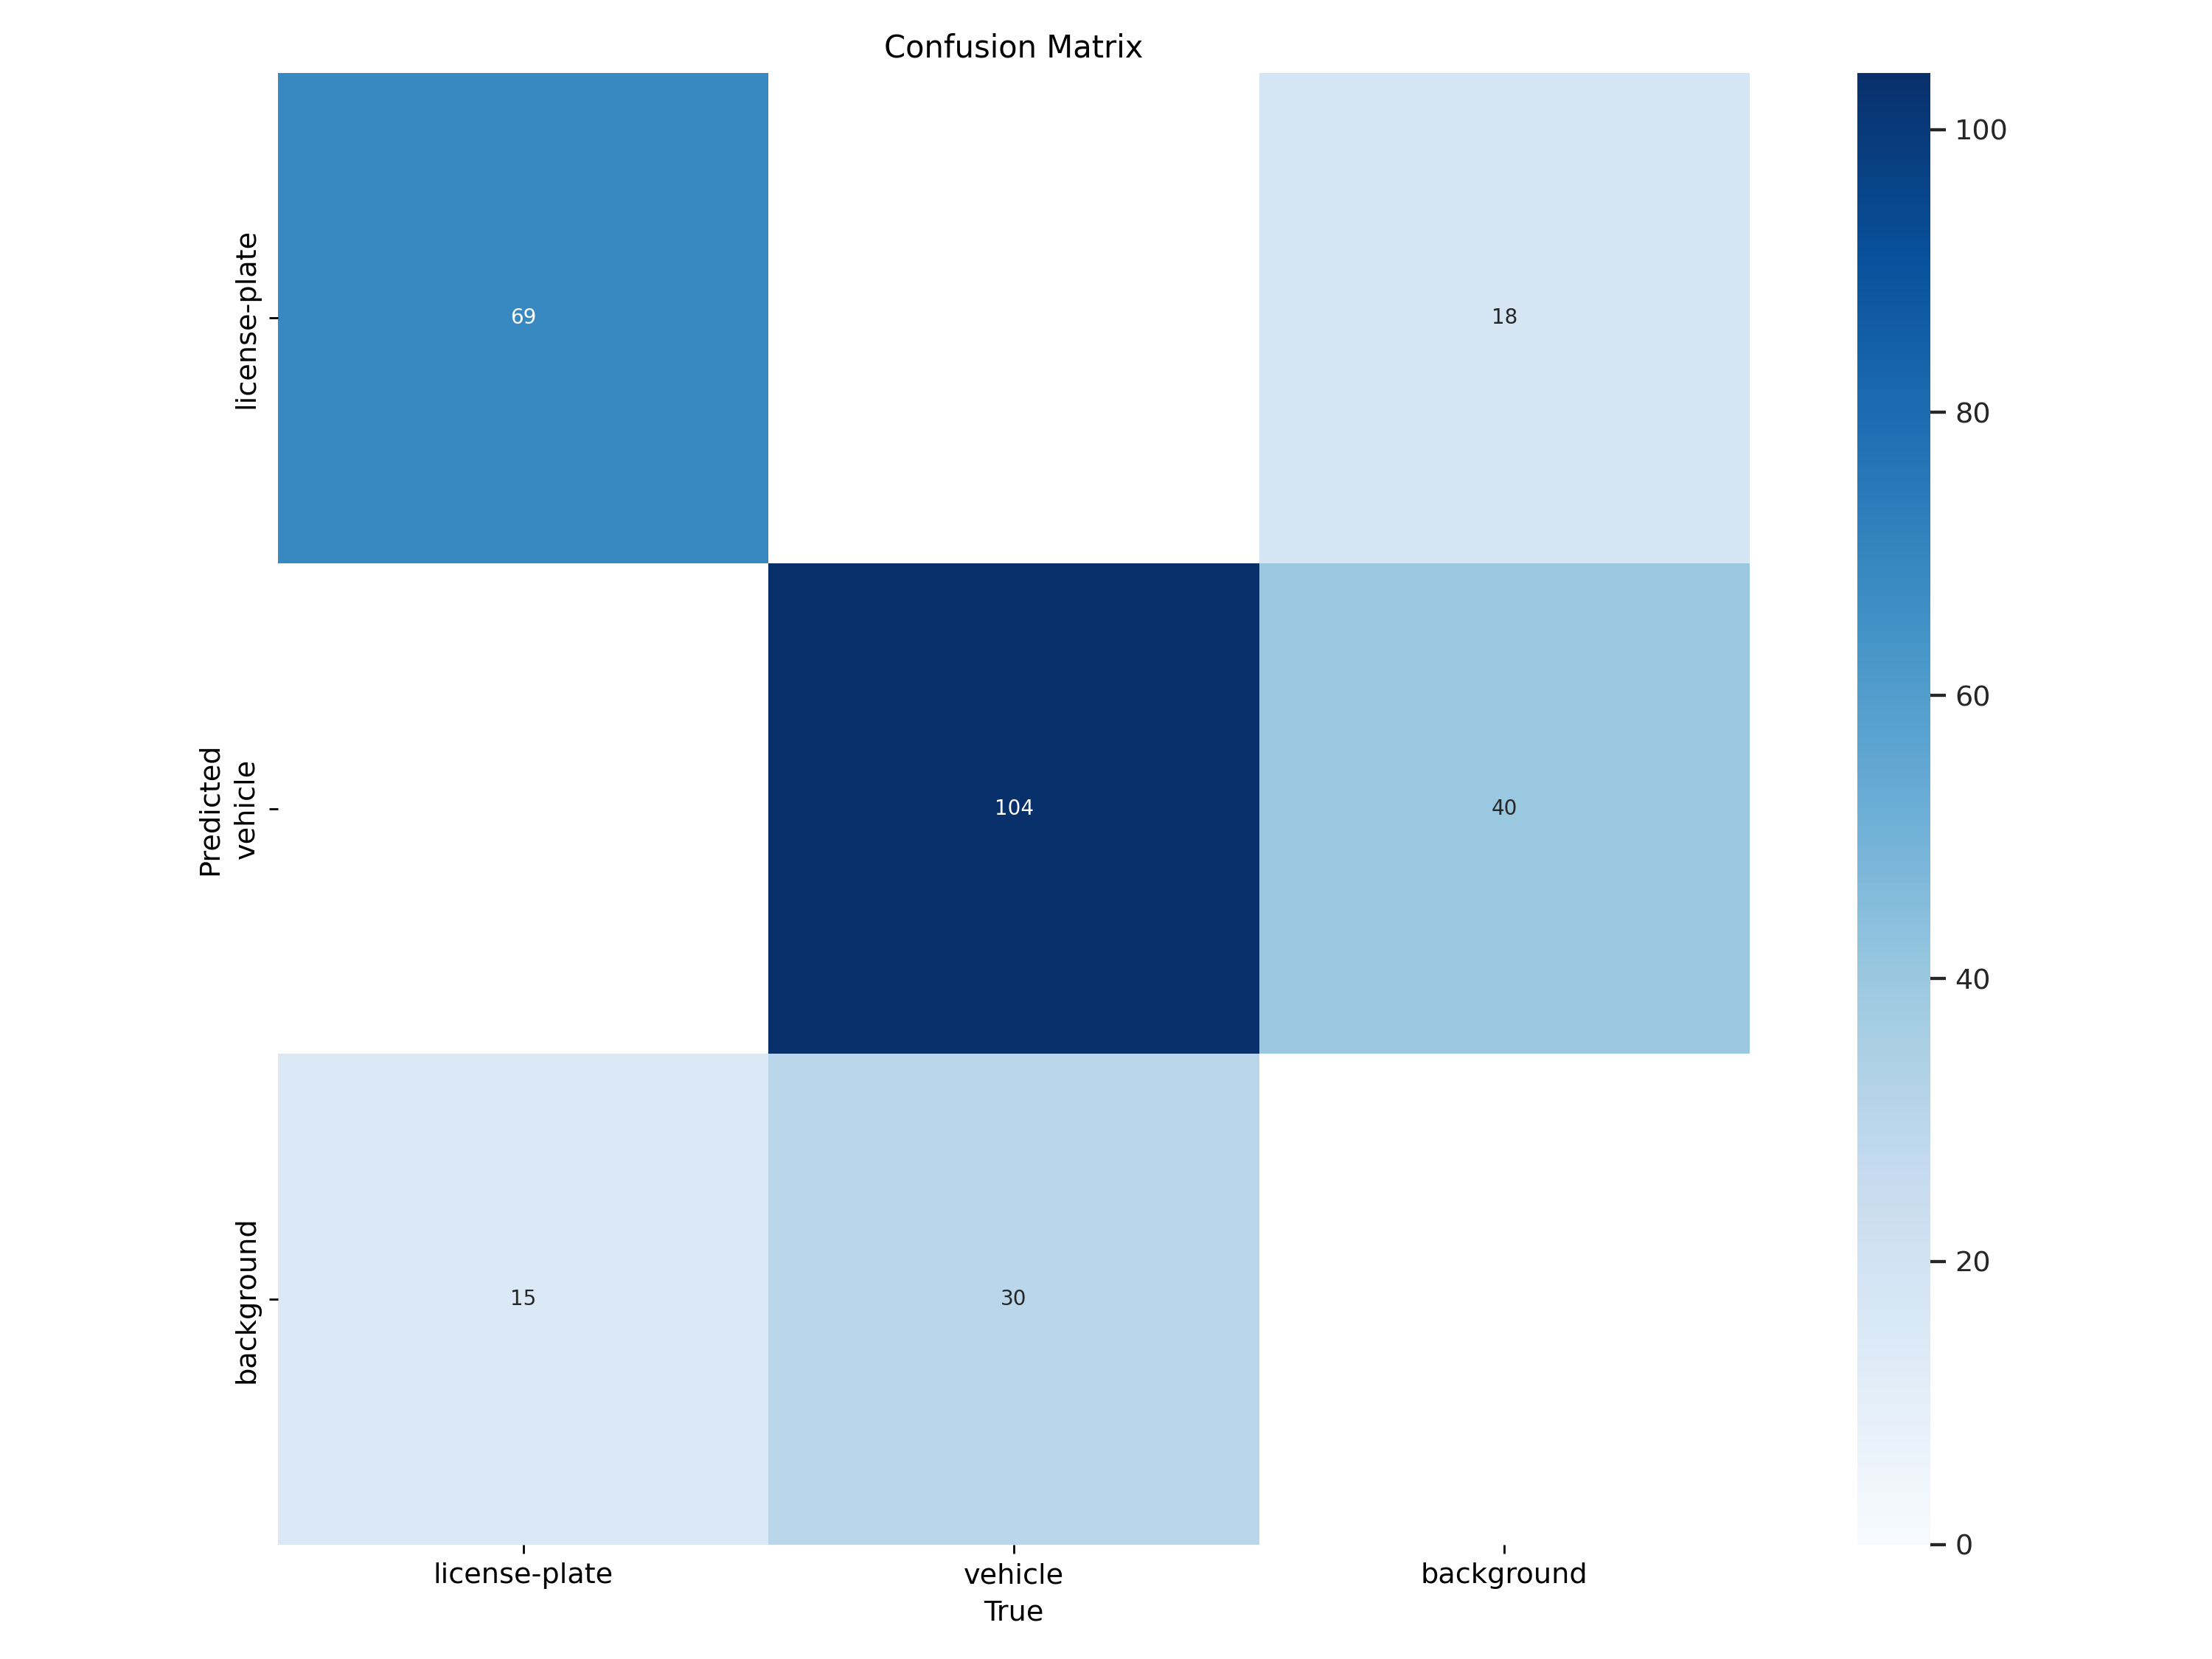 Confusion Matrix
license-plate
69
18
100
80
60
Predicted
vehicle
104
40
40
background
15
30
20
0
license-plate
vehicle
background
True